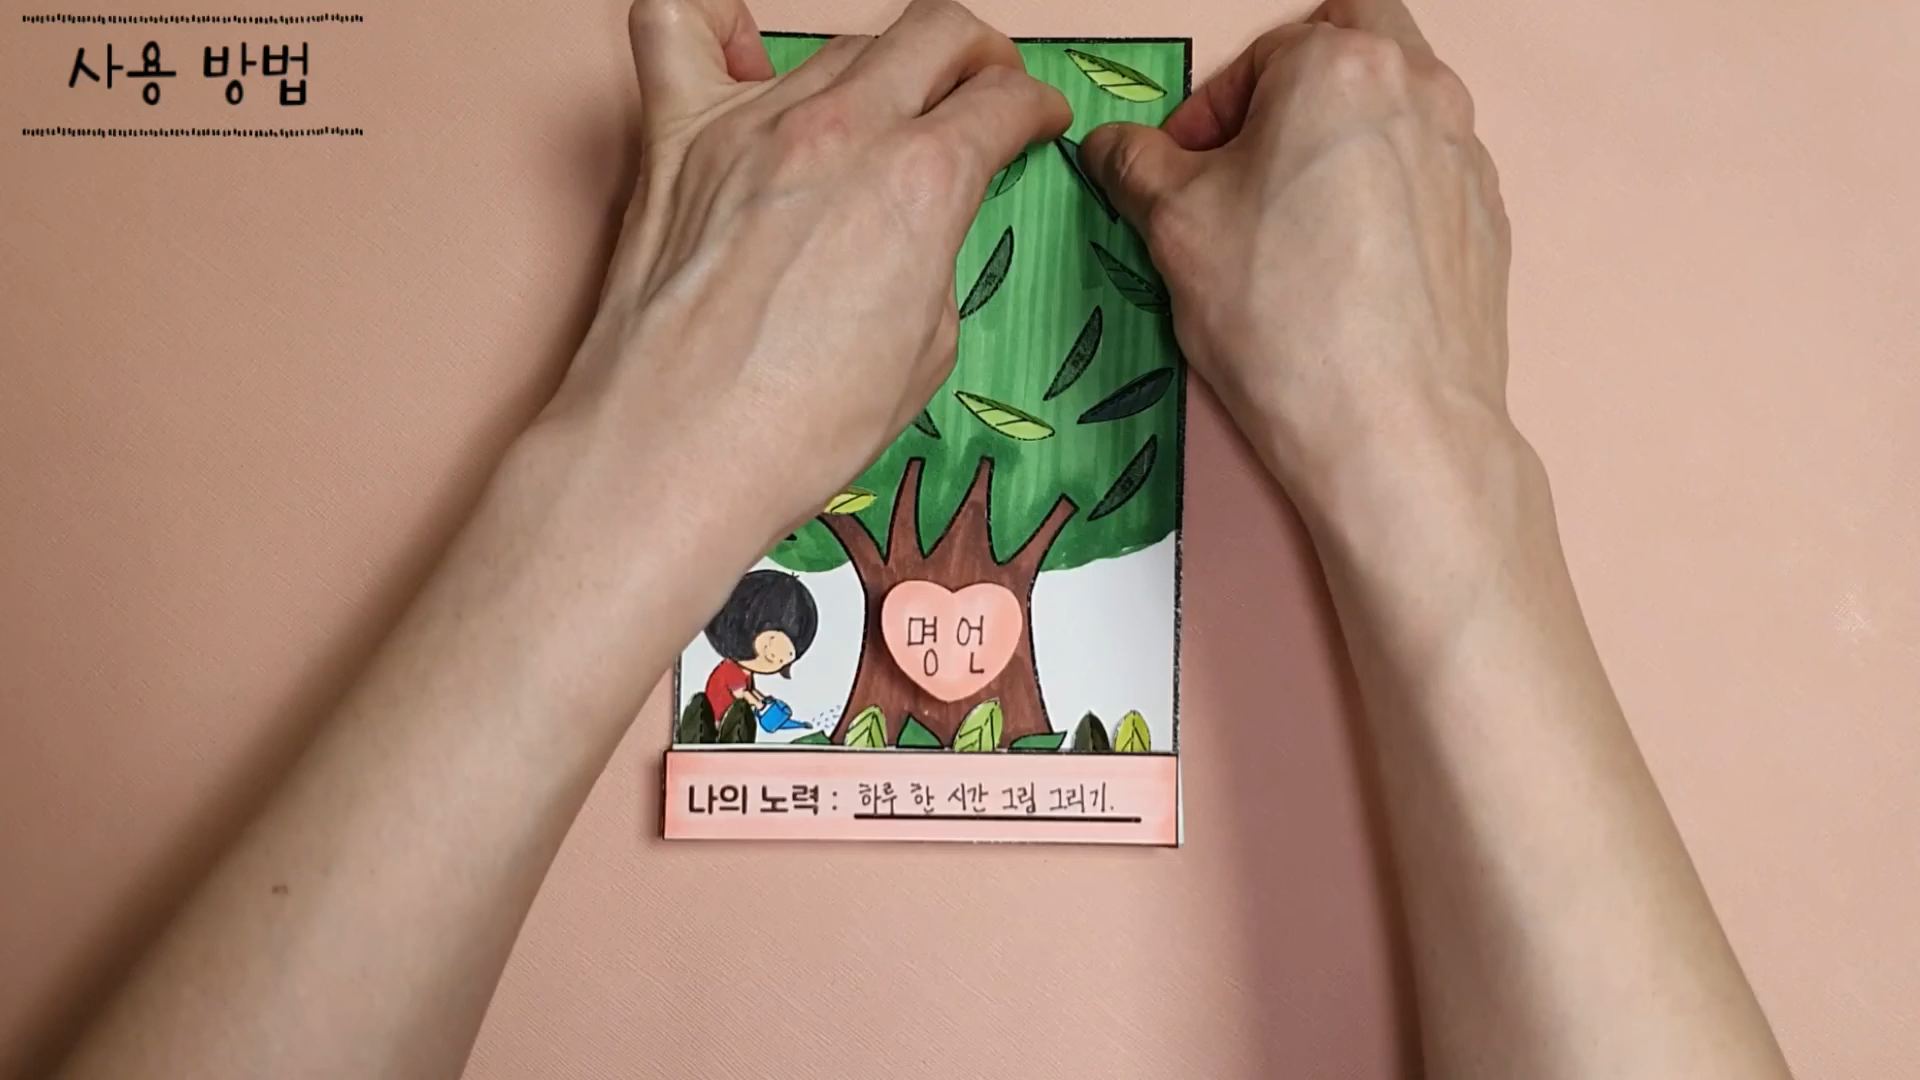 사용 방법
명언
나의 노력 : 하루 한 시간 그림 그리기.